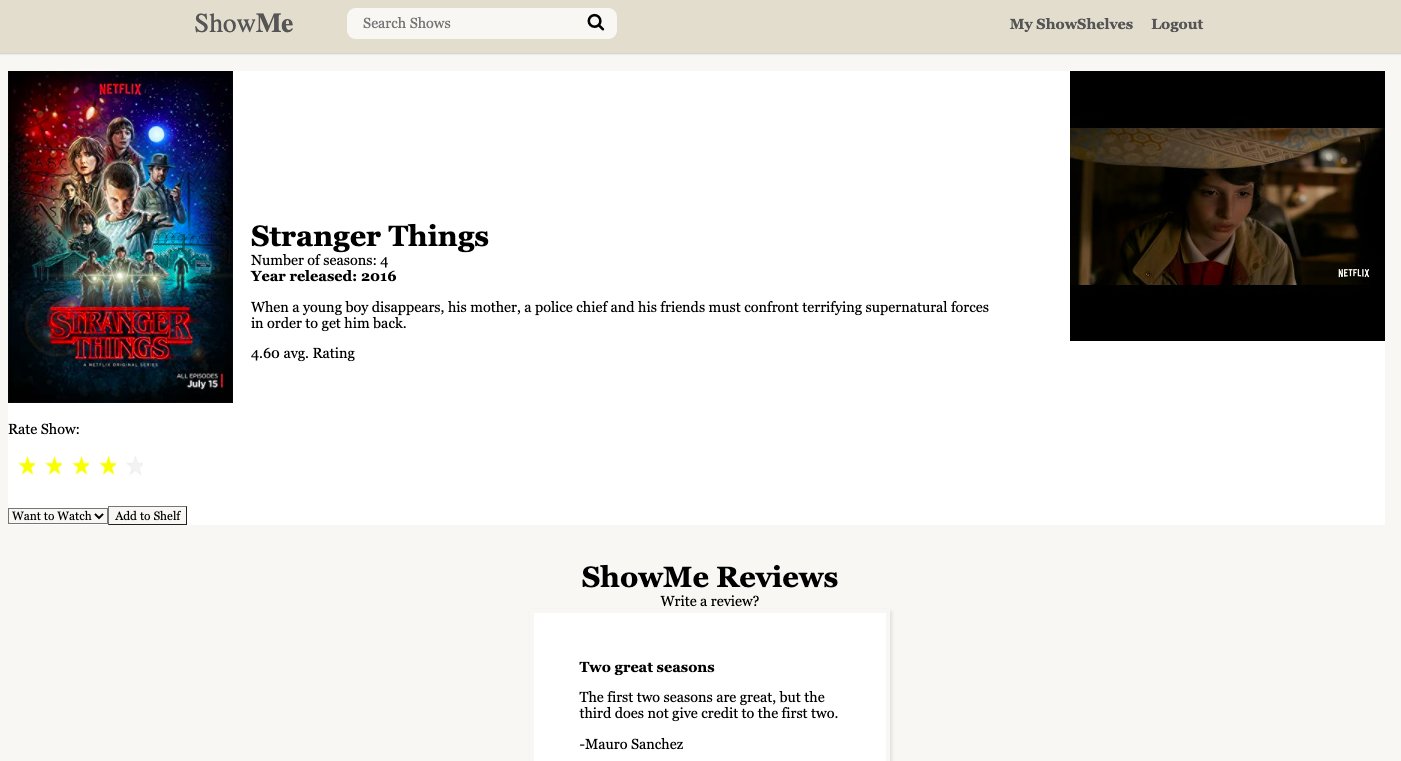 ShowMe
Search Shows
My ShowShelves
Logout
NETFLIX
STRANGER
THINGS
A NETFLIX ORIGINAL SERIES
ALL EPISODES
July 15
Stranger Things
Number of seasons: 4
Year released: 2016
When a young boy disappears, his mother, a police chief and his friends must confront terrifying supernatural forces
in order to get him back.
4.60 avg. Rating
NETFLIX
Rate Show:
Want to Watch
Add to Shelf
ShowMe Reviews
Write a review?
Two great seasons
The first two seasons are great, but the
third does not give credit to the first two.
-Mauro Sanchez